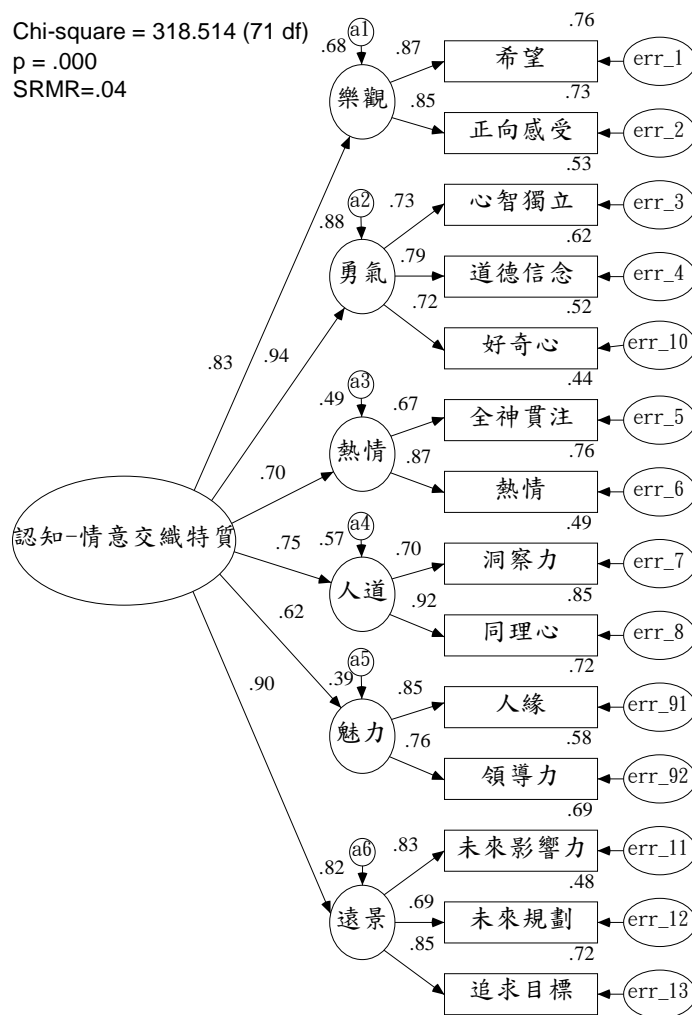 Chi-square = 318.514 (71 df)
p = .000
SRMR=.04
a1
.68
樂觀
.87
.85
.76
希望
err_1
.73
正向感受
err_2
a2
.88
勇氣
.73
.79
.72
.53
心智獨立
err_3
.62
道德信念
err_4
.52
好奇心
err_10
a3
.49
熱情
.67
.87
.44
全神貫注
err_5
.76
熱情
err_6
認知-情意交織特質
.83
.94
.70
.75
.62
.90
a4
.57
人道
.70
.92
.49
洞察力
err_7
.85
同理心
err_8
a5
.39
魅力
.85
.76
.72
人緣
err_91
.58
領導力
err_92
a6
.82
遠景
.83
.69
.85
.69
未來影響力
err_11
.48
未來規劃
err_12
.72
追求目標
err_13